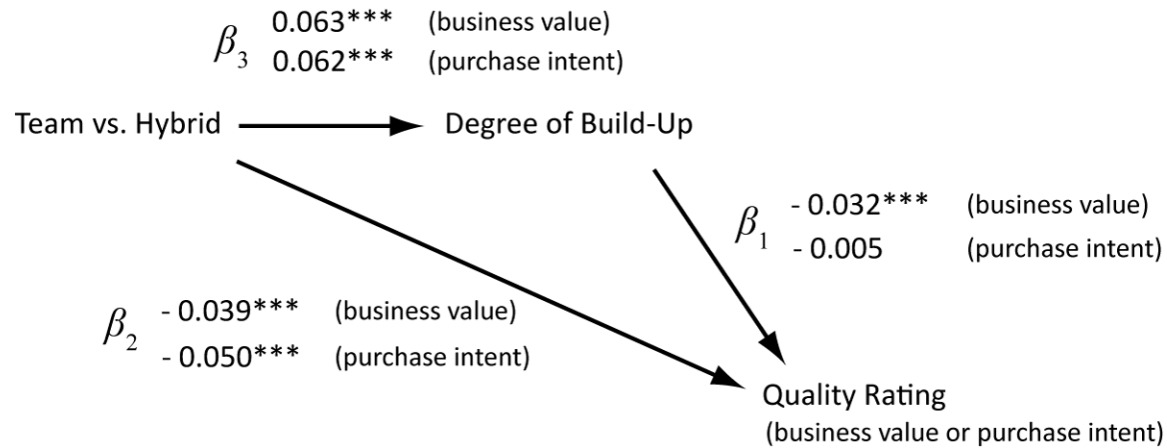 β3 0.063*** (business value)
0.062*** (purchase intent)
Team vs. Hybrid Degree of Build-Up
β1 - 0.032*** (business value)
- 0.005 (purchase intent)
β2 - 0.039*** (business value)
- 0.050*** (purchase intent)
Quality Rating
(business value or purchase intent)